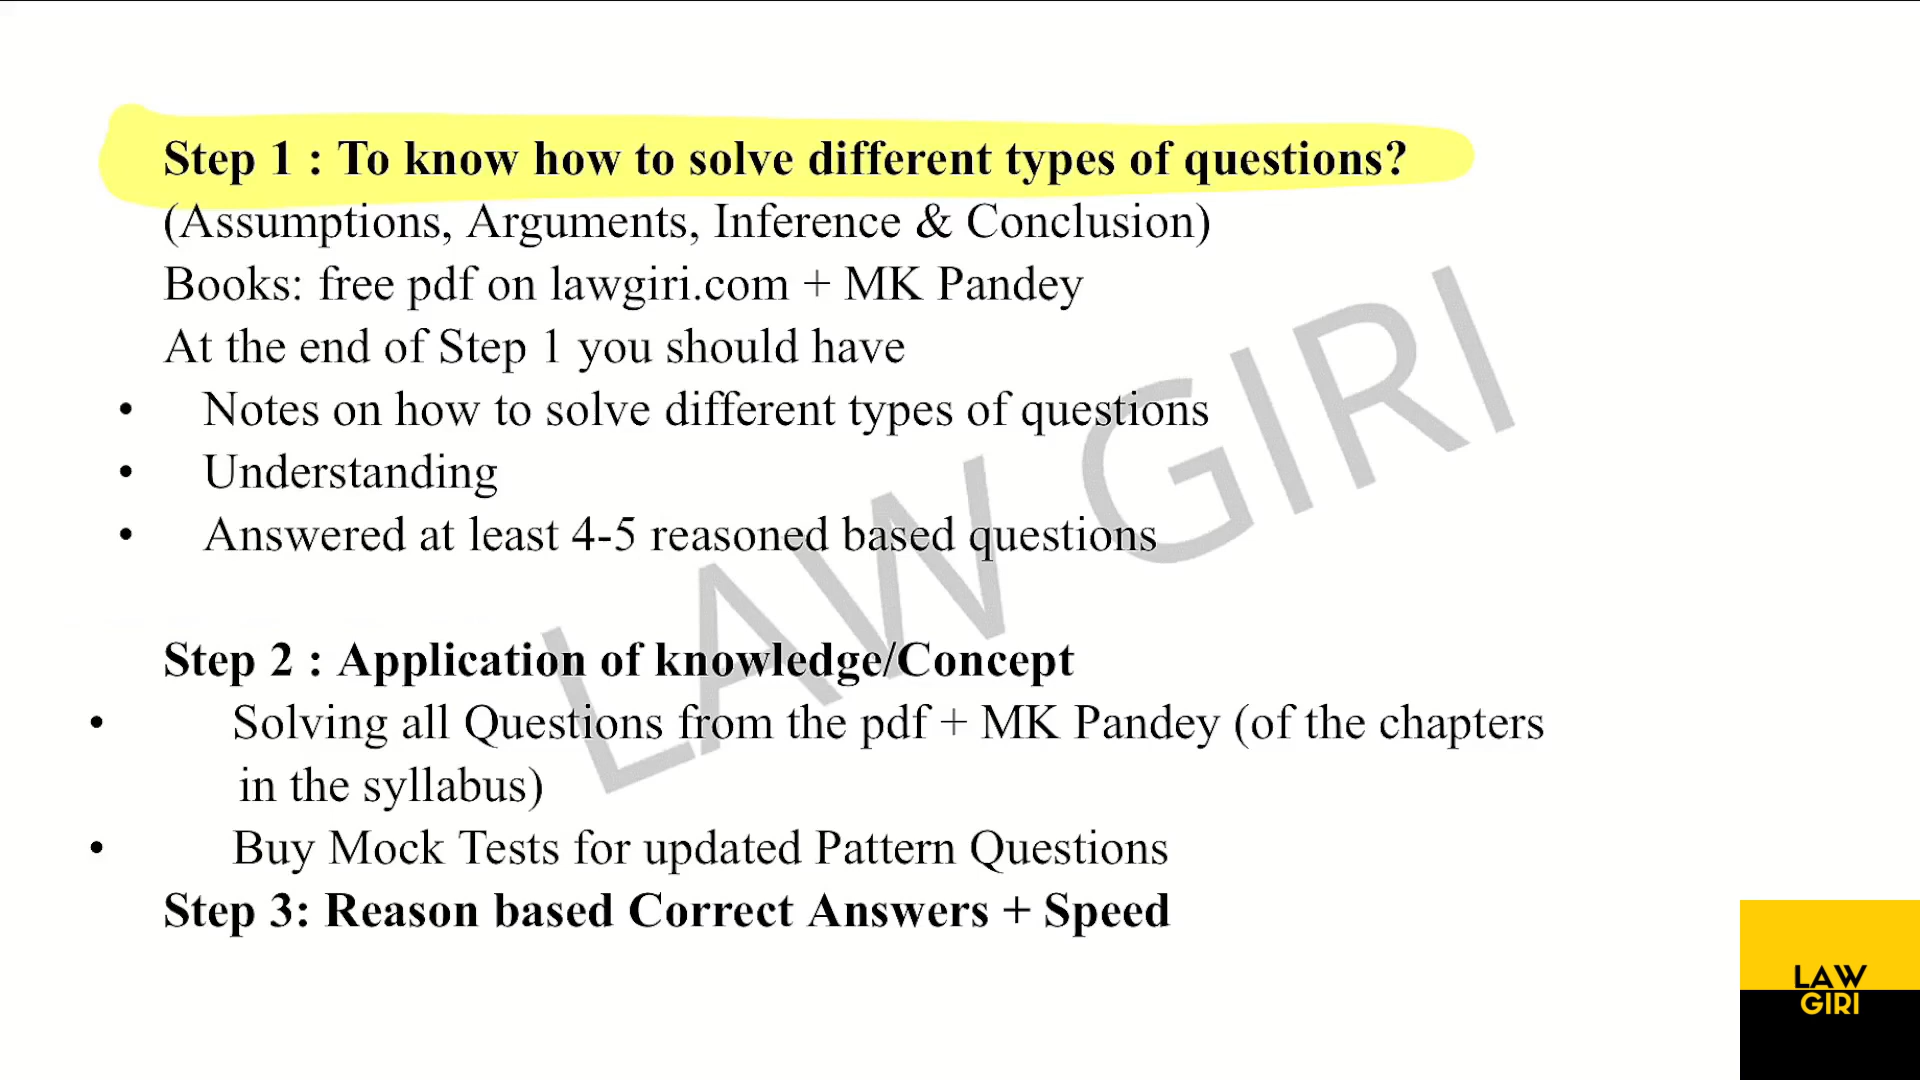 Step 1 : To know how to solve different types of questions?
(Assumptions, Arguments, Inference & Conclusion)
Books: free pdf on lawgiri.com + MK Pandey
At the end of Step 1 you should have
• Notes on how to solve different types of questions
• Understanding
• Answered at least 4-5 reasoned based questions
LAW GIRI
Step 2 : Application of knowledge/Concept
• Solving all Questions from the pdf + MK Pandey (of the chapters
in the syllabus)
• Buy Mock Tests for updated Pattern Questions
Step 3: Reason based Correct Answers + Speed
LAW
GIRI